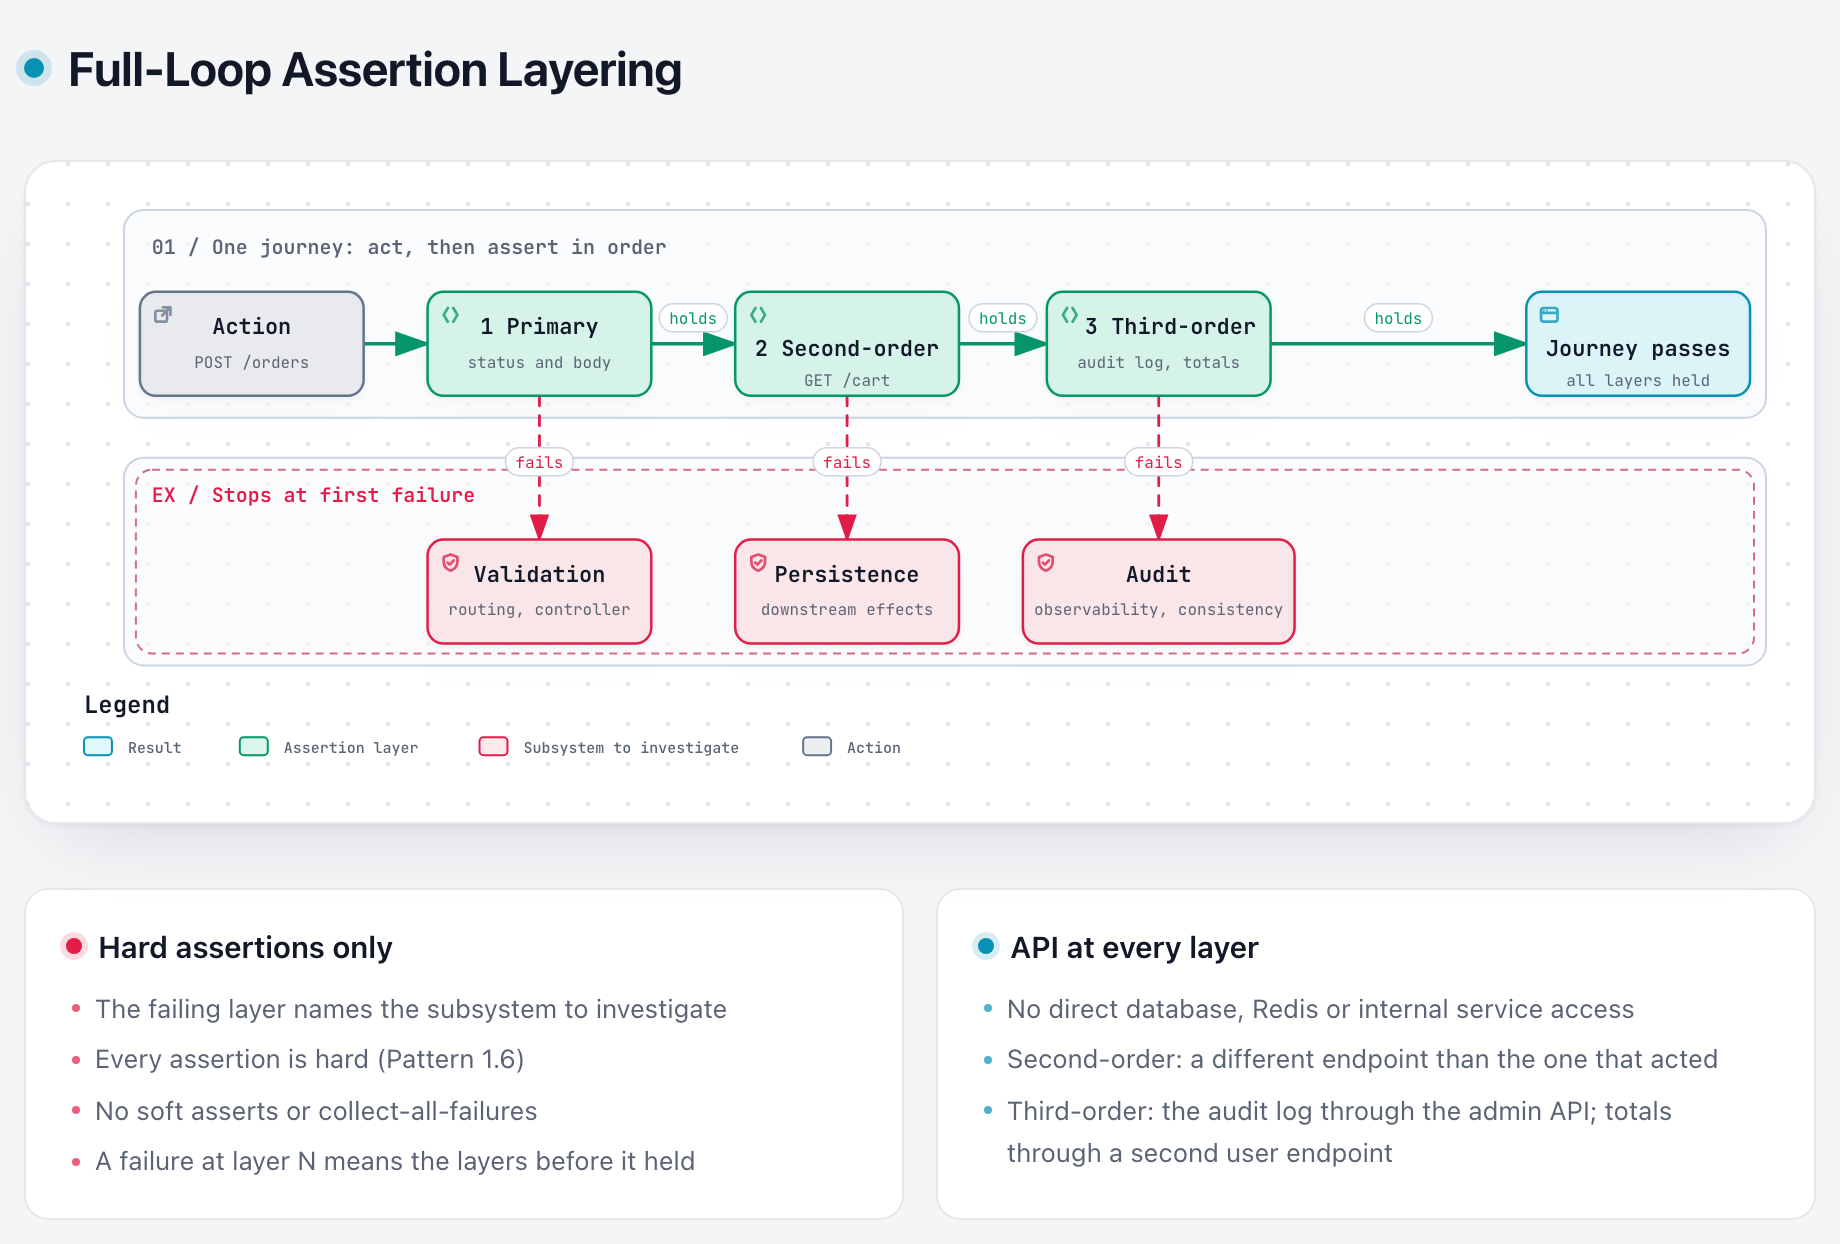 Full-Loop Assertion Layering
01 / One journey: act, then assert in order
Action
POST /orders
1 Primary
status and body
holds
2 Second-order
GET /cart
holds
3 Third-order
audit log, totals
holds
Journey passes
all layers held
fails
fails
fails
EX / Stops at first failure
Validation
routing, controller
Persistence
downstream effects
Audit
observability, consistency
Legend
Result
Assertion layer
Subsystem to investigate
Action
Hard assertions only
The failing layer names the subsystem to investigate
Every assertion is hard (Pattern 1.6)
No soft asserts or collect-all-failures
A failure at layer N means the layers before it held
API at every layer
No direct database, Redis or internal service access
Second-order: a different endpoint than the one that acted
Third-order: the audit log through the admin API; totals
through a second user endpoint